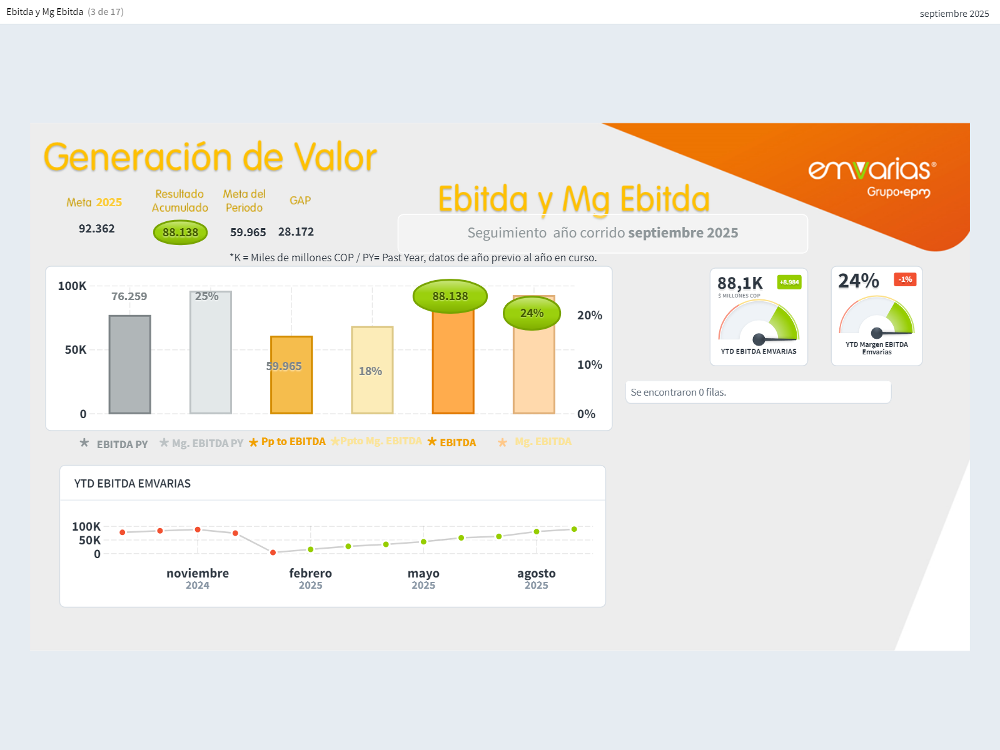 Ebitda y Mg Ebitda (3 de 17)
septiembre 2025
Generación de Valor
emvarias®
Grupo•epm
Ebitda y Mg Ebitda
Meta 2025
Resultado Acumulado
Meta del Periodo
GAP
92.362
88.138
59.965
28.172
Seguimiento año corrido septiembre 2025
*K = Miles de millones COP / PY= Past Year, datos de año previo al año en curso.
100K
50K
0
76.259
25%
59.965
18%
88.138
24%
20%
10%
0%
EBITDA PY
Mg. EBITDA PY
Pp to EBITDA
Ppto Mg. EBITDA
EBITDA
Mg. EBITDA
88,1K
+8.984
$ MILLONES COP
YTD EBITDA EMVARIAS
24%
-1%
YTD Margen EBITDA
Emvarias
Se encontraron 0 filas.
YTD EBITDA EMVARIAS
100K
50K
0
noviembre
2024
febrero
2025
mayo
2025
agosto
2025